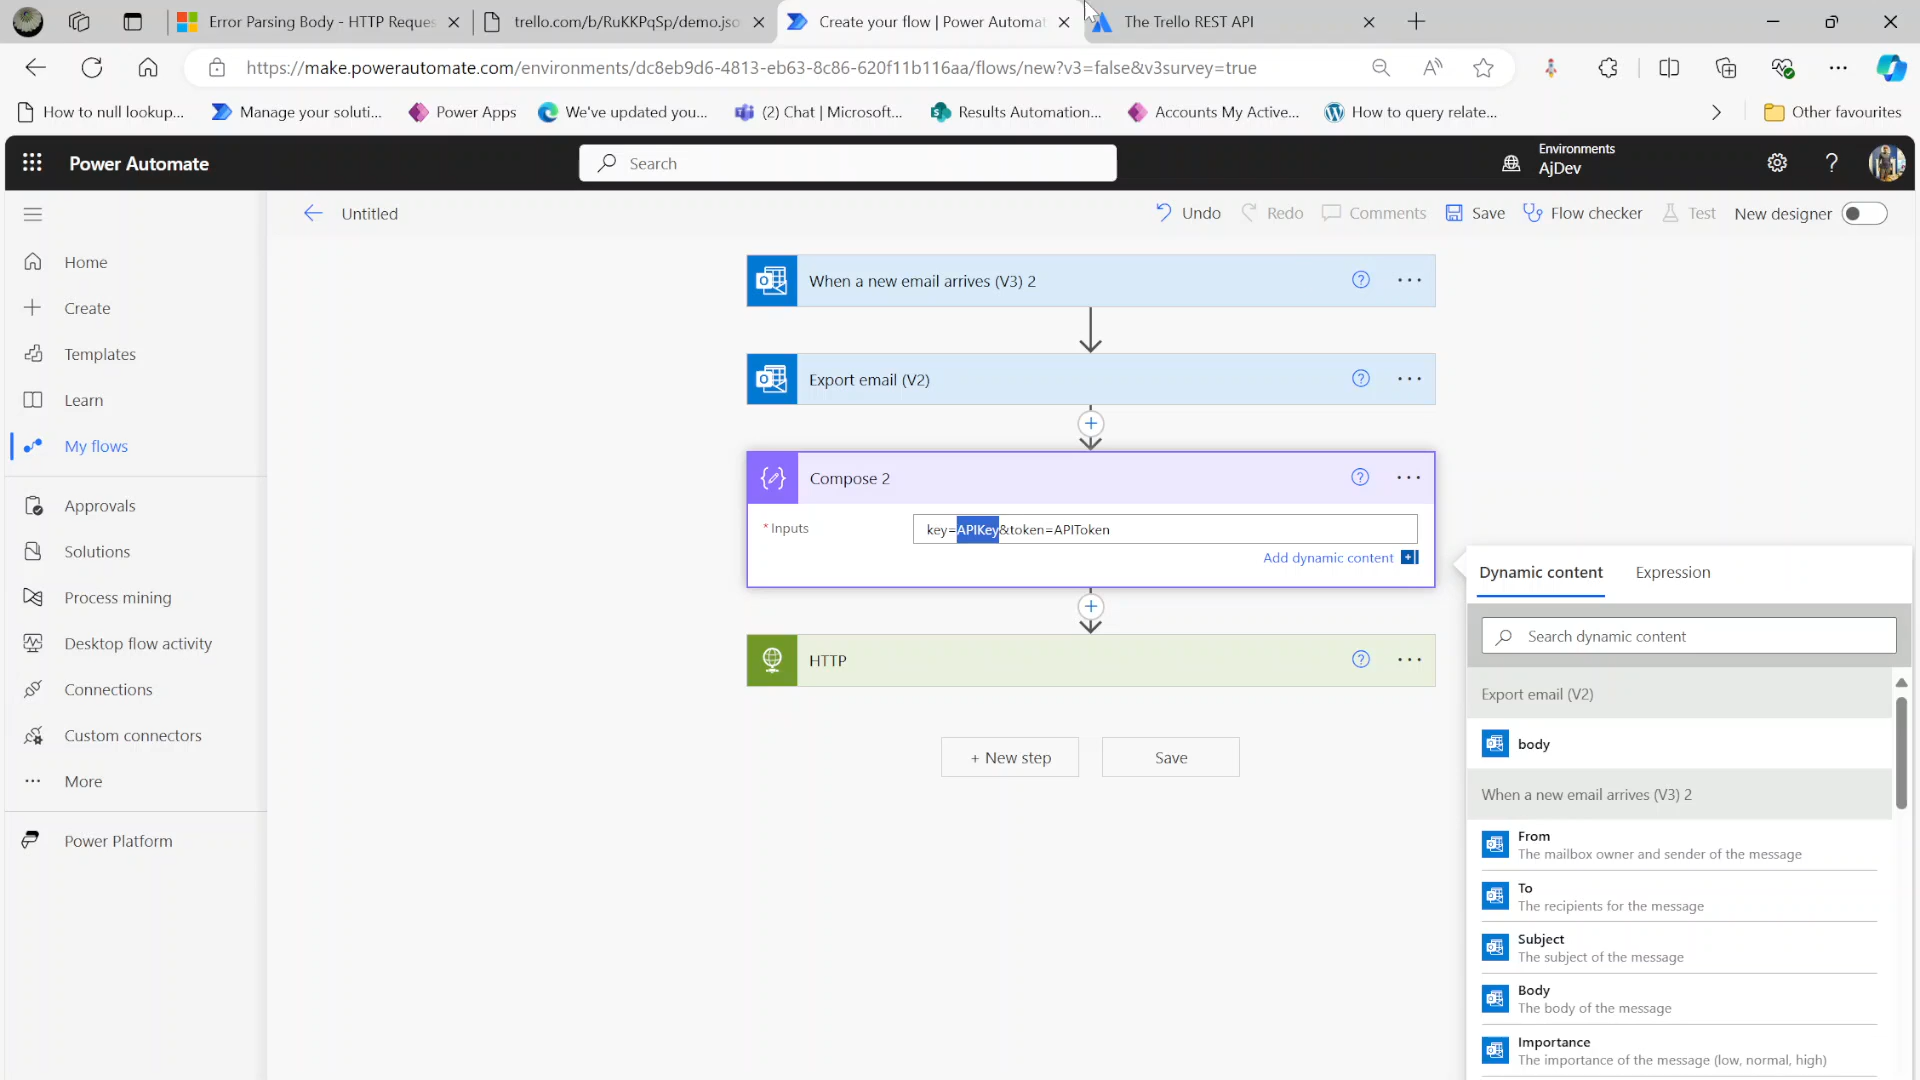 Error Parsing Body - HTTP Reques
trello.com/b/RuKKPqSp/demo.jso
Create your flow | Power Automat
The Trello REST API
https://make.powerautomate.com/environments/dc8eb9d6-4813-eb63-8c86-620f11b116aa/flows/new?v3=false&v3survey=true
How to null lookup...
Manage your soluti...
Power Apps
We've updated you...
(2) Chat | Microsoft...
Results Automation...
Accounts My Active...
How to query relate...
Other favourites
Power Automate
Search
Environments
AjDev
Untitled
Undo
Redo
Comments
Save
Flow checker
Test
New designer
Home
Create
Templates
Learn
My flows
Approvals
Solutions
Process mining
Desktop flow activity
Connections
Custom connectors
More
Power Platform
When a new email arrives (V3) 2
Export email (V2)
Compose 2
* Inputs
key=APIKey&token=APIToken
Add dynamic content
HTTP
+ New step
Save
Dynamic content
Expression
Search dynamic content
Export email (V2)
body
When a new email arrives (V3) 2
From
The mailbox owner and sender of the message
To
The recipients for the message
Subject
The subject of the message
Body
The body of the message
Importance
The importance of the message (low, normal, high)